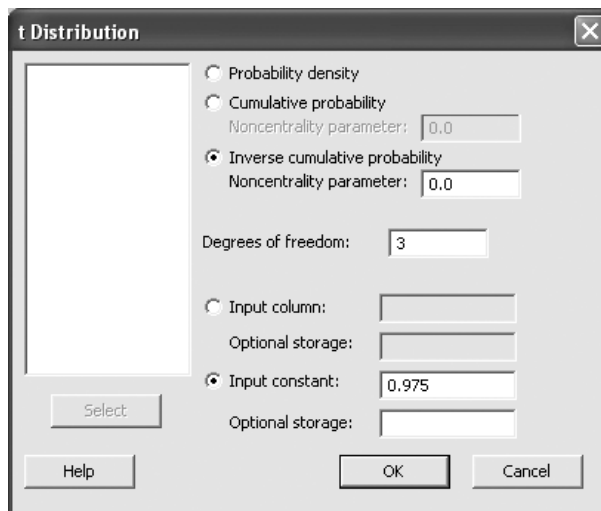 t Distribution
Probability density
Cumulative probability
Noncentrality parameter: 0.0
Inverse cumulative probability
Noncentrality parameter: 0.0
Degrees of freedom: 3
Input column:
Optional storage:
Input constant: 0.975
Optional storage:
Select
Help OK Cancel